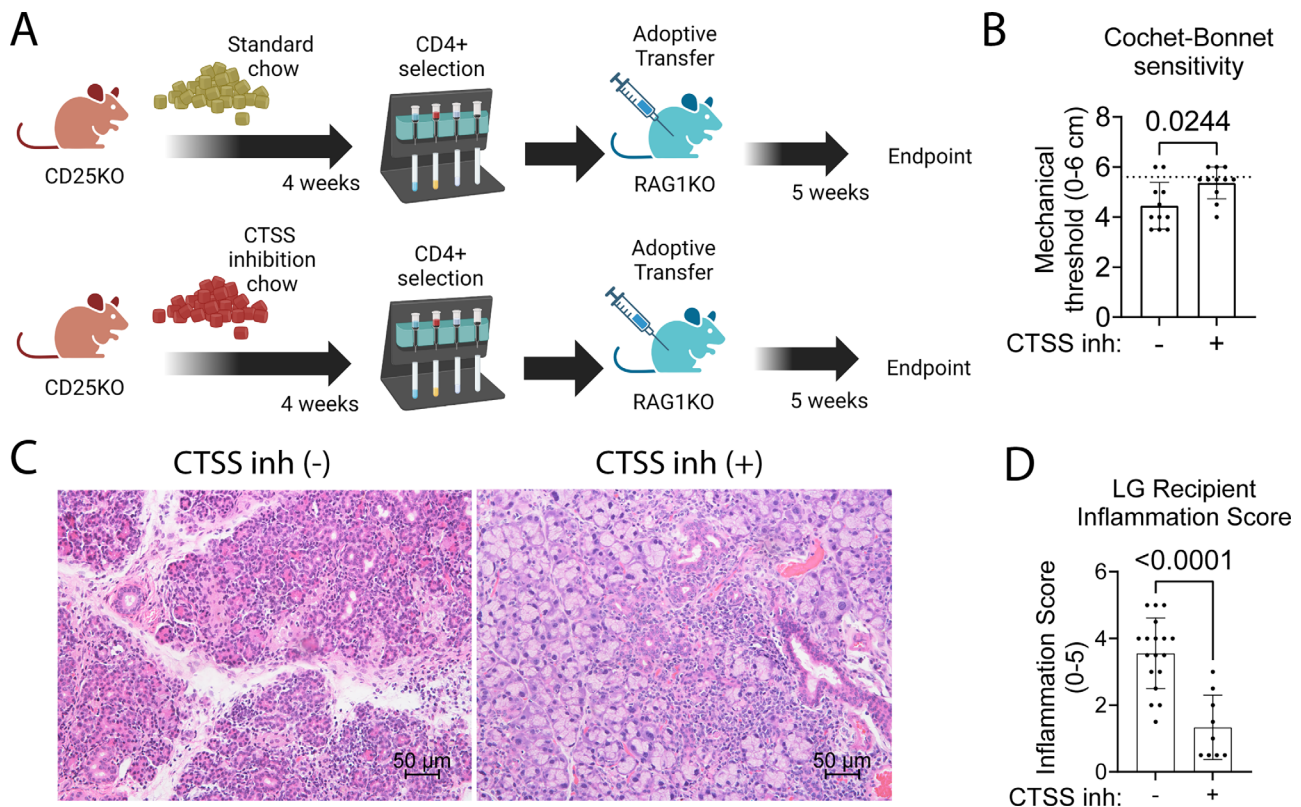 A
Standard
chow
CD4+
selection
Adoptive
Transfer
CD25KO
4 weeks
RAG1KO
5 weeks
Endpoint
CTSS
inhibition
chow
CD4+
selection
Adoptive
Transfer
CD25KO
4 weeks
RAG1KO
5 weeks
Endpoint
B
Cochet-Bonnet
sensitivity
Mechanical
threshold (0-6 cm)
8
6
4
2
0
0.0244
CTSS inh: - +
C
CTSS inh (-)
CTSS inh (+)
50 µm
50 µm
D
LG Recipient
Inflammation Score
Inflammation Score
(0-5)
6
4
2
0
<0.0001
CTSS inh: - +